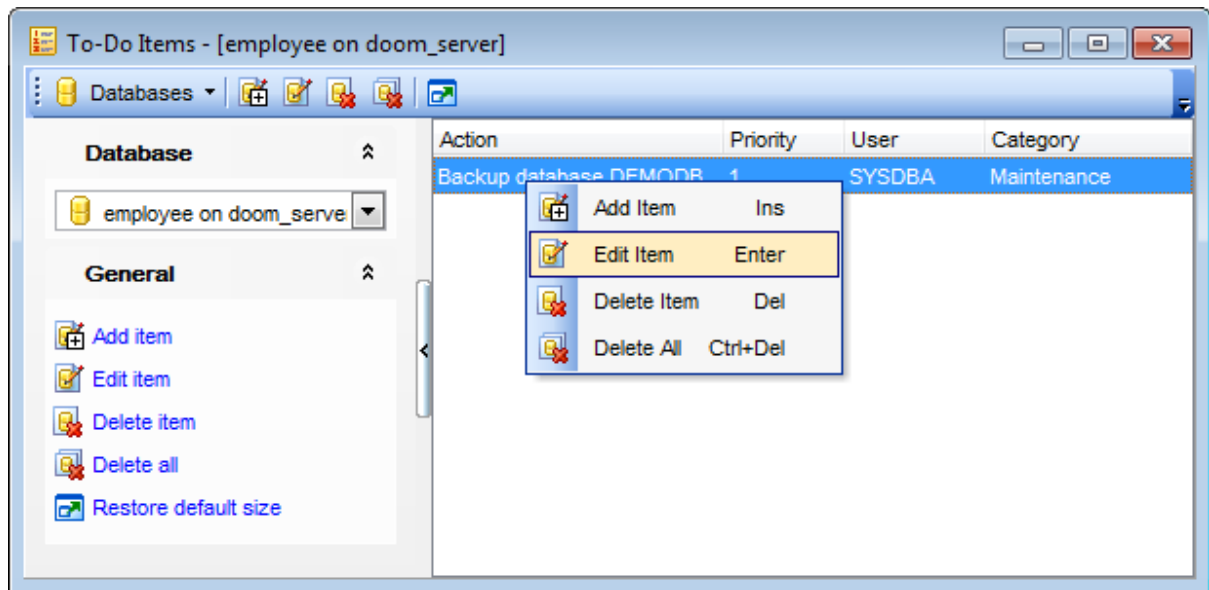 To-Do Items - [employee on doom_server]
Databases
Database
employee on doom_serve
General
Add item
Edit item
Delete item
Delete all
Restore default size
Action Priority User Category
Backup database DEMODB 1 SYSDBA Maintenance
Add Item Ins
Edit Item Enter
Delete Item Del
Delete All Ctrl+Del